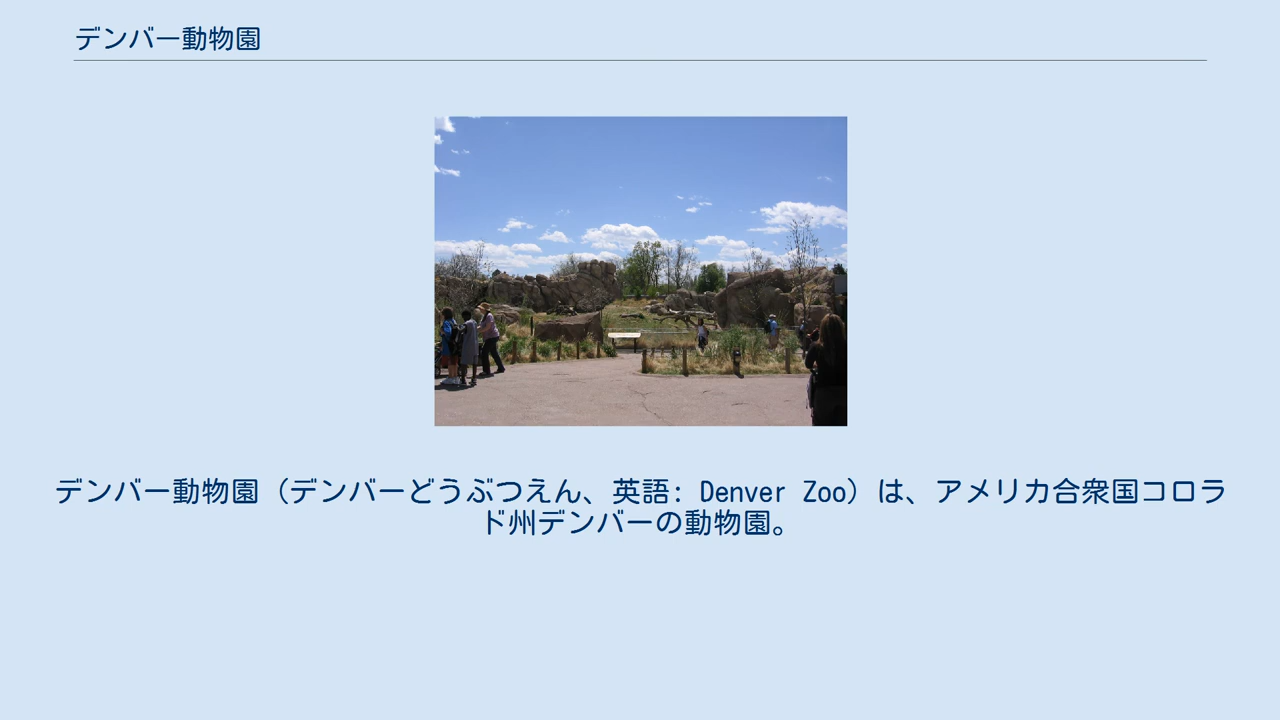 デンバー動物園
デンバー動物園（デンバーどうぶつえん、英語: Denver Zoo）は、アメリカ合衆国コロラ
ド州デンバーの動物園。